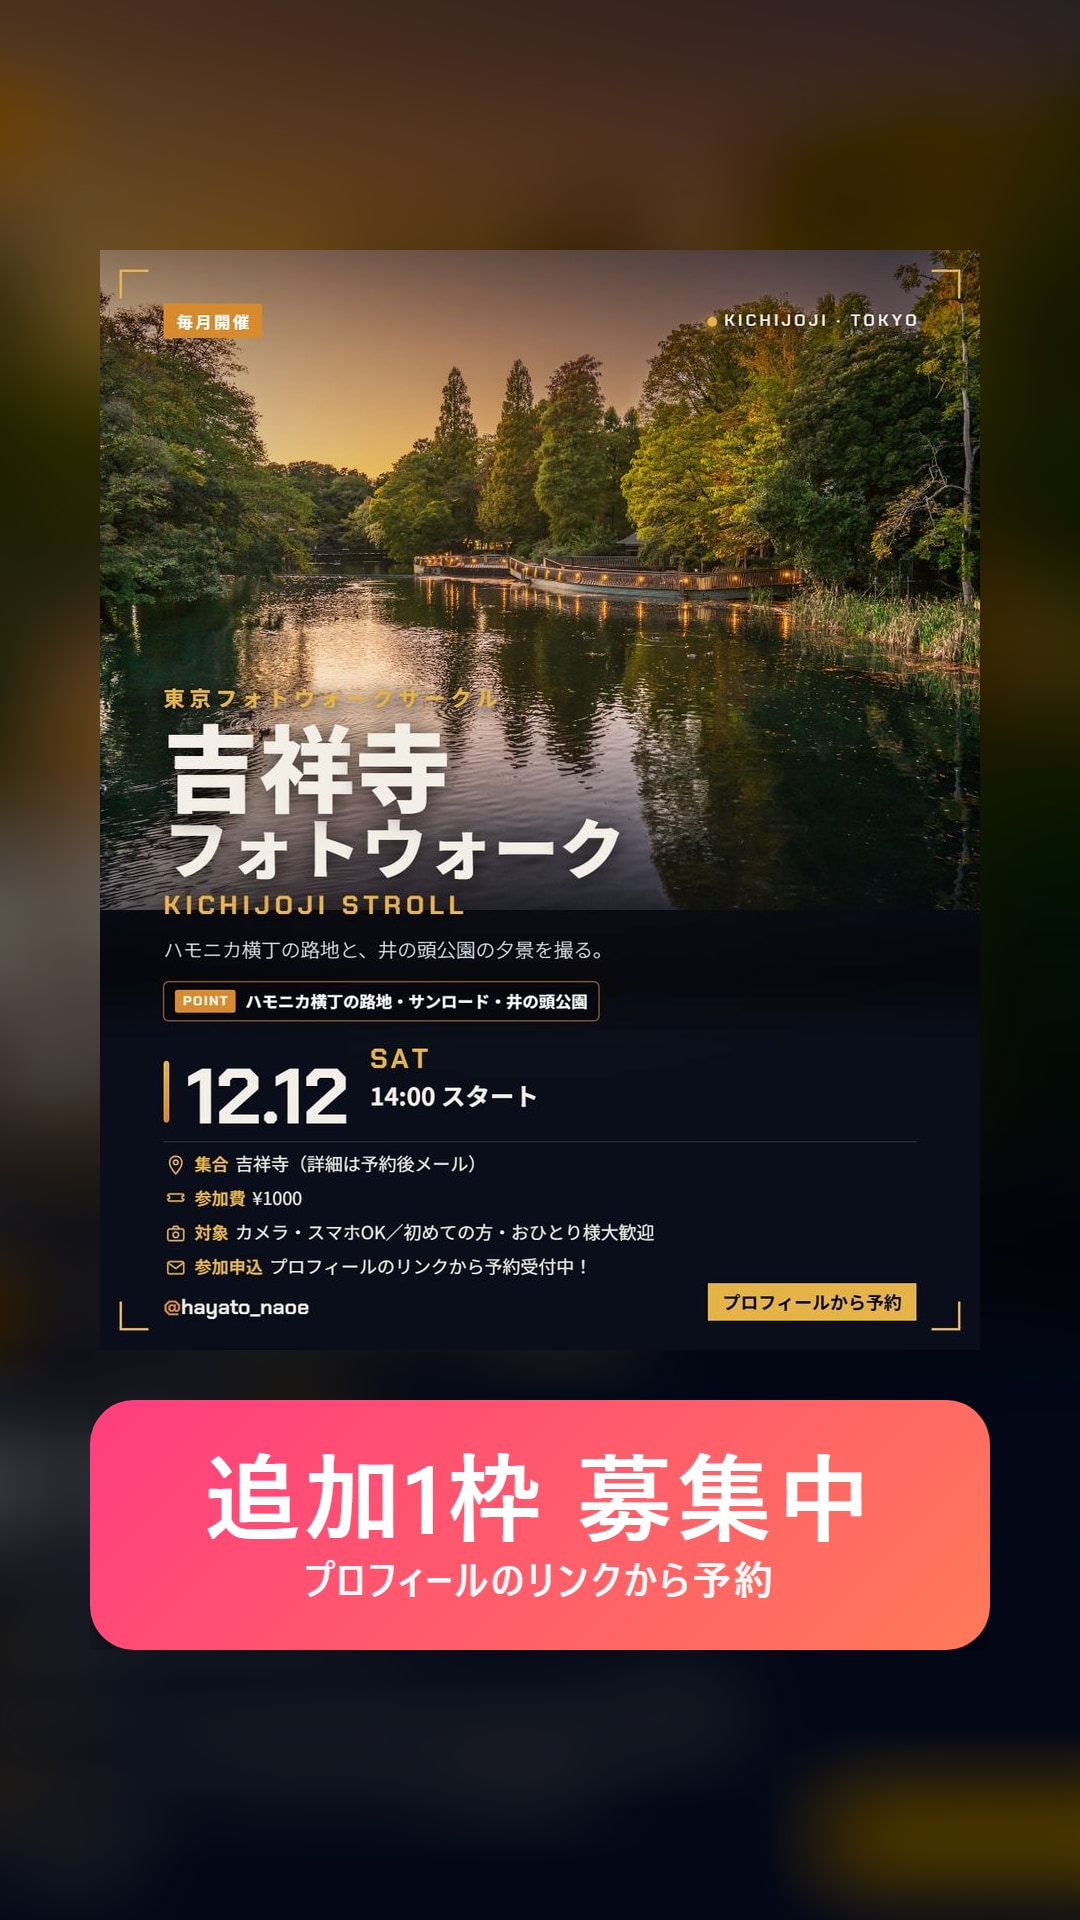 毎月開催
KICHIJOJI · TOKYO
東京フォトウォークサークル
吉祥寺
フォトウォーク
KICHIJOJI STROLL
ハモニカ横丁の路地と、井の頭公園の夕景を撮る。
POINT ハモニカ横丁の路地・サンロード・井の頭公園
12.12
SAT
14:00 スタート
集合 吉祥寺（詳細は予約後メール）
参加費 ¥1000
対象 カメラ・スマホOK／初めての方・おひとり様大歓迎
参加申込 プロフィールのリンクから予約受付中！
@hayato_naoe
プロフィールから予約
追加1枠 募集中
プロフィールのリンクから予約